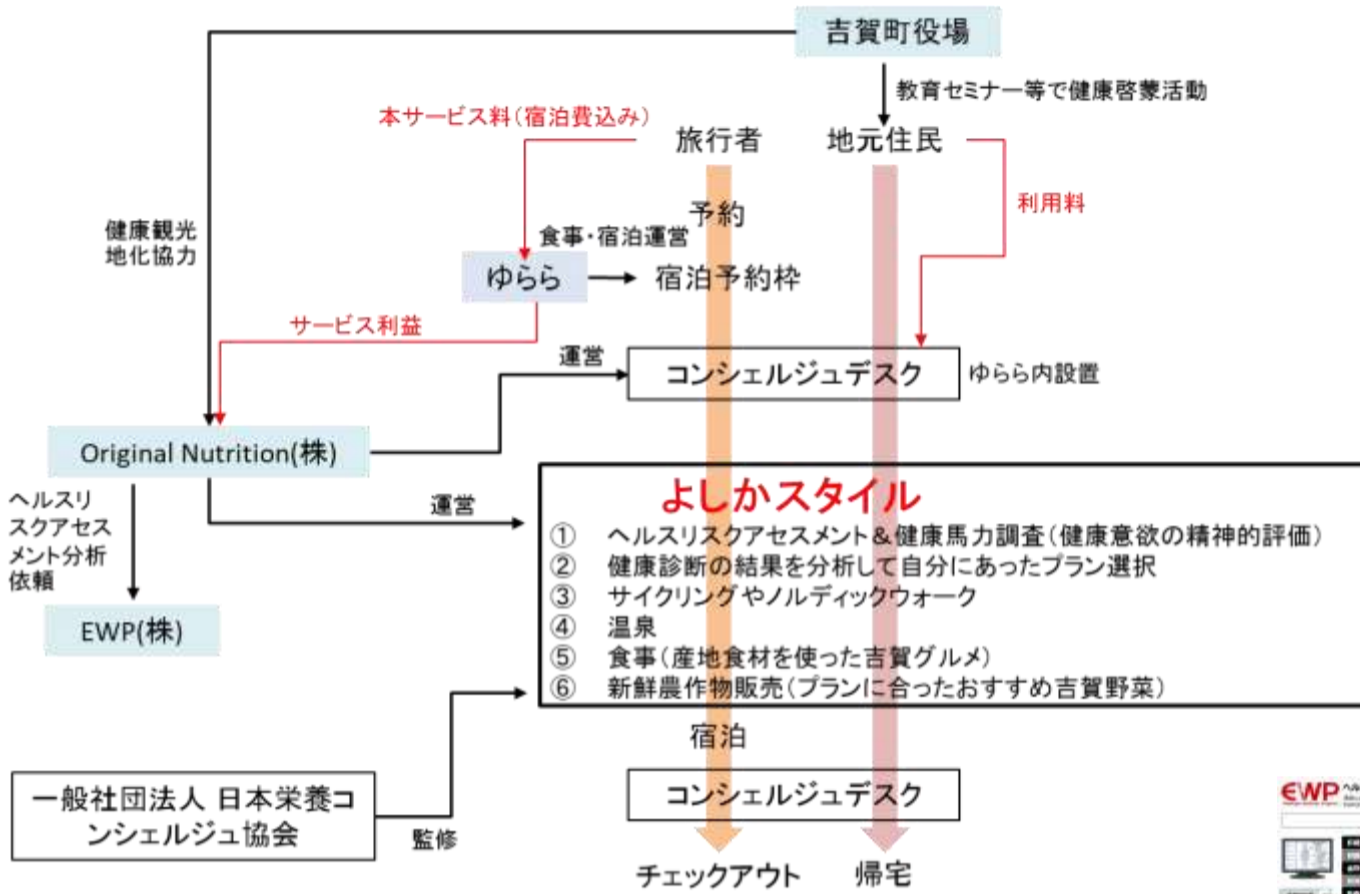 吉賀町役場
教育セミナー等で健康啓蒙活動
本サービス料(宿泊費込み)
旅行者
地元住民
利用料
予約
健康観光
地化協力
食事・宿泊運営
ゆらら
宿泊予約枠
サービス利益
運営
コンシェルジュデスク
ゆらら内設置
Original Nutrition(株)
ヘルスリ
スクアセス
メント分析
依頼
運営
よしかスタイル
① ヘルスリスクアセスメント&健康馬力調査(健康意欲の精神的評価)
② 健康診断の結果を分析して自分にあったプラン選択
③ サイクリングやノルディックウォーク
④ 温泉
⑤ 食事(産地食材を使った吉賀グルメ)
⑥ 新鮮農作物販売(プランに合ったおすすめ吉賀野菜)
EWP(株)
宿泊
一般社団法人 日本栄養コ
ンシェルジュ協会
監修
コンシェルジュデスク
チェックアウト
帰宅
EWP